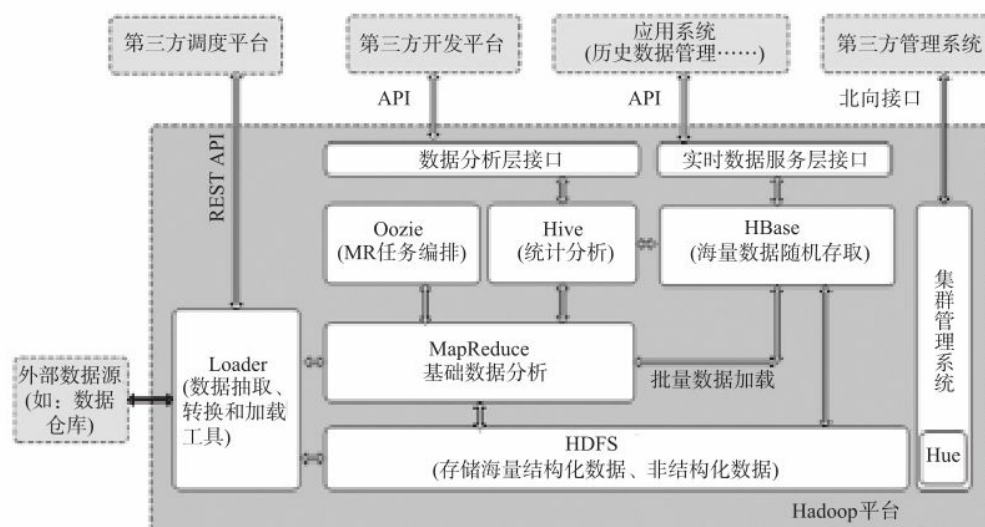 第三方调度平台
第三方开发平台
应用系统
(历史数据管理……)
第三方管理系统
API
API
北向接口
REST API
数据分析层接口
实时数据服务层接口
Oozie
(MR任务编排)
Hive
(统计分析)
HBase
(海量数据随机存取)
集群管理系统
Loader
(数据抽取、
转换和加载
工具)
MapReduce
基础数据分析
批量数据加载
外部数据源
(如：数据
仓库)
HDFS
(存储海量结构化数据、非结构化数据)
Hue
Hadoop平台